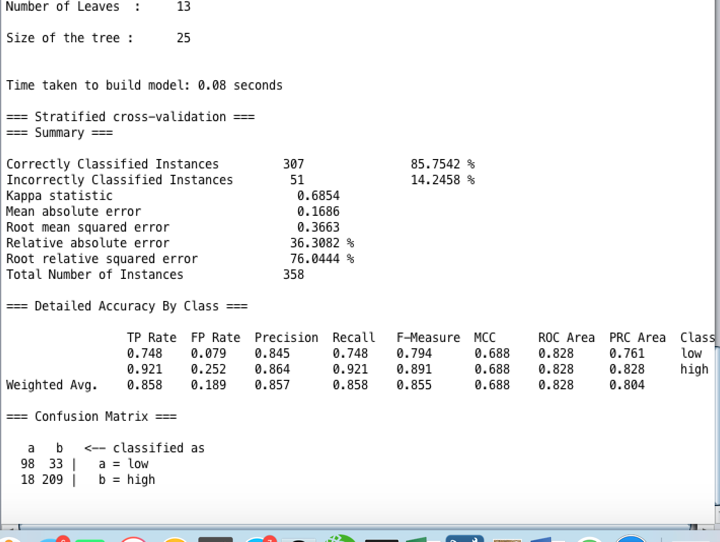 Number of Leaves  :     13
Size of the tree :      25
Time taken to build model: 0.08 seconds
=== Stratified cross-validation ===
=== Summary ===
Correctly Classified Instances         307               85.7542 %
Incorrectly Classified Instances        51               14.2458 %
Kappa statistic                          0.6854
Mean absolute error                      0.1686
Root mean squared error                  0.3663
Relative absolute error                 36.3082 %
Root relative squared error             76.0444 %
Total Number of Instances              358
=== Detailed Accuracy By Class ===
TP Rate  FP Rate  Precision  Recall   F-Measure  MCC      ROC Area  PRC Area  Class
0.748    0.079    0.845      0.748    0.794      0.688    0.828     0.761     low
0.921    0.252    0.864      0.921    0.891      0.688    0.828     0.828     high
Weighted Avg.    0.858    0.189    0.857      0.858    0.855      0.688    0.828     0.804
=== Confusion Matrix ===
a   b   <-- classified as
98  33 |   a = low
18 209 |   b = high